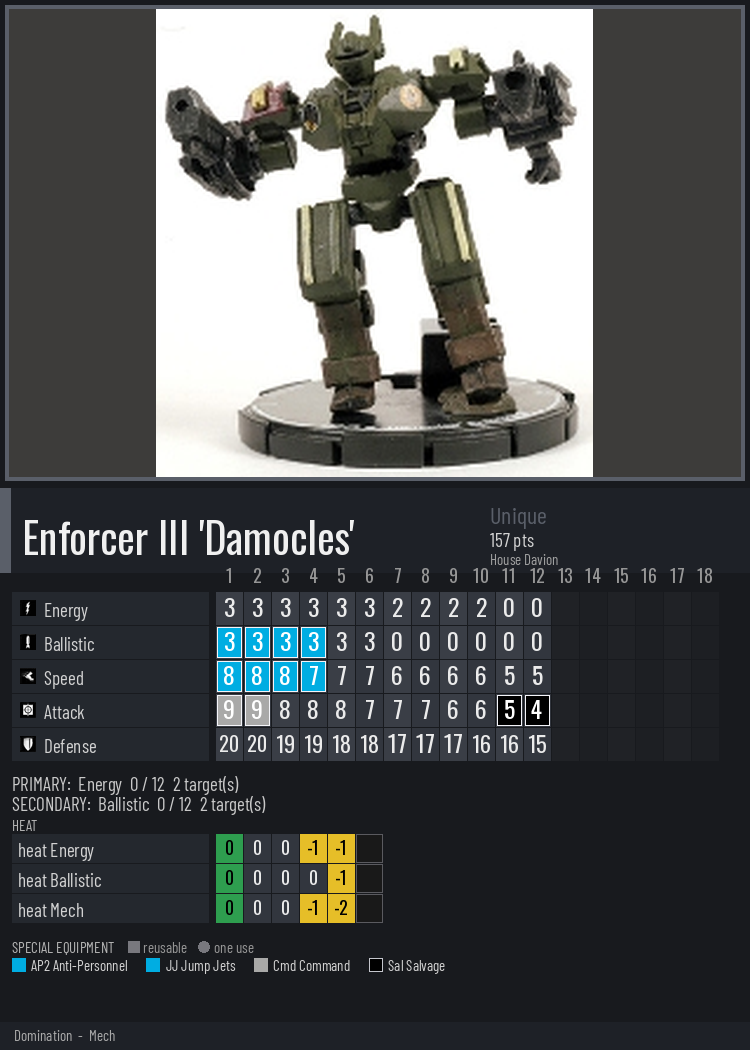 Enforcer III 'Damocles'
Unique
157 pts
House Davion
1 2 3 4 5 6 7 8 9 10 11 12 13 14 15 16 17 18
Energy 3 3 3 3 3 3 2 2 2 2 0 0
Ballistic 3 3 3 3 3 3 0 0 0 0 0 0
Speed 8 8 8 7 7 7 6 6 6 6 5 5
Attack 9 9 8 8 8 7 7 7 6 6 5 4
Defense 20 20 19 19 18 18 17 17 17 16 16 15
PRIMARY: Energy 0 / 12 2 target(s)
SECONDARY: Ballistic 0 / 12 2 target(s)
HEAT
heat Energy 0 0 0 -1 -1
heat Ballistic 0 0 0 0 -1
heat Mech 0 0 0 -1 -2
SPECIAL EQUIPMENT reusable one use
AP2 Anti-Personnel JJ Jump Jets Cmd Command Sal Salvage
Domination - Mech